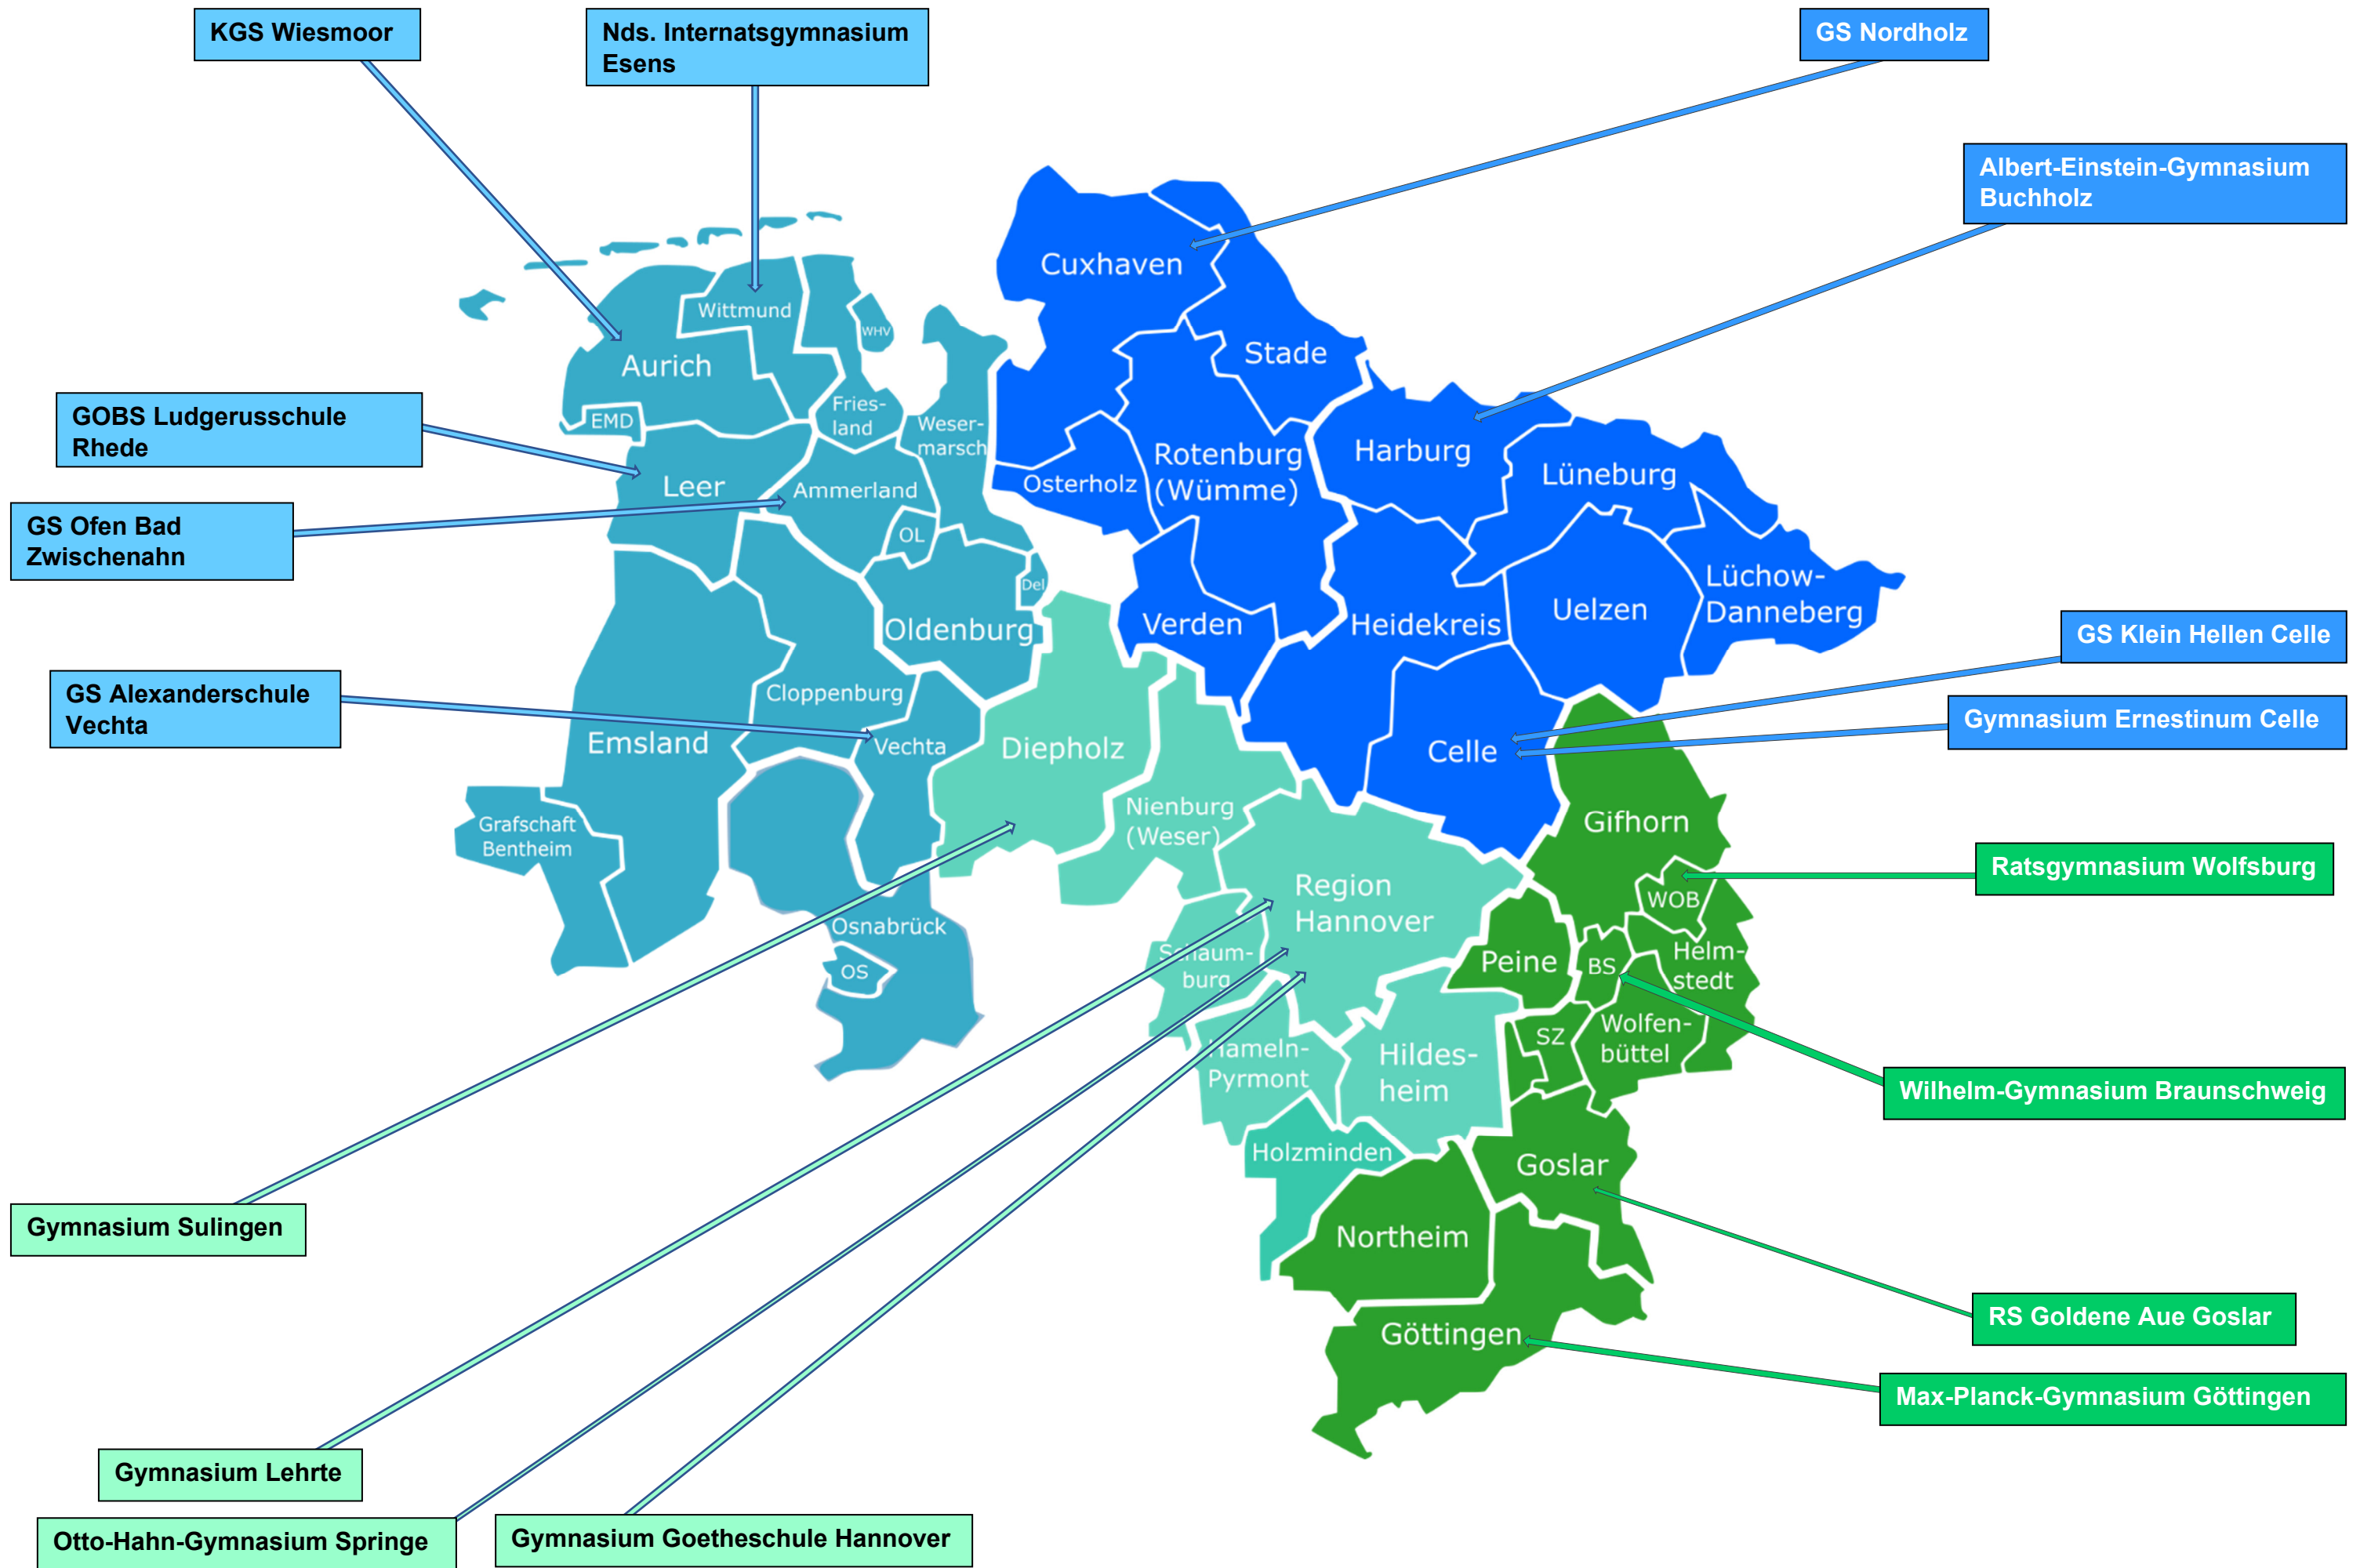 KGS Wiesmoor
Nds. Internatsgymnasium
Esens
GS Nordholz
Albert-Einstein-Gymnasium
Buchholz
GOBS Ludgerusschule
Rhede
GS Ofen Bad
Zwischenahn
GS Alexanderschule
Vechta
GS Klein Hellen Celle
Gymnasium Ernestinum Celle
Ratsgymnasium Wolfsburg
Wilhelm-Gymnasium Braunschweig
RS Goldene Aue Goslar
Max-Planck-Gymnasium Göttingen
Gymnasium Sulingen
Gymnasium Lehrte
Otto-Hahn-Gymnasium Springe
Gymnasium Goetheschule Hannover
Cuxhaven
Wittmund
WHV
Aurich
Stade
EMD
Fries-
land
Weser-
marsch
Harburg
Rotenburg
(Wümme)
Lüneburg
Leer
Ammerland
Osterholz
OL
Del
Lüchow-
Danneberg
Uelzen
Oldenburg
Verden
Heidekreis
Cloppenburg
Emsland
Vechta
Diepholz
Celle
Nienburg
(Weser)
Grafschaft
Bentheim
Gifhorn
Region
Hannover
WOB
Osnabrück
OS
Schaum-
burg
Peine
BS
Helm-
stedt
SZ
Wolfen-
büttel
Hameln-
Pyrmont
Hildes-
heim
Holzminden
Goslar
Northeim
Göttingen